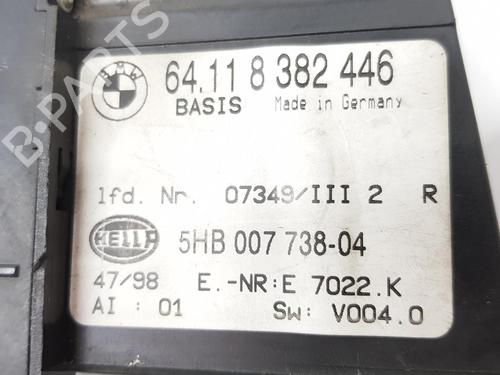 BMW
64.11 8 382 446
BASIS Made in Germany
lfd. Nr. 07349/III 2 R
HELLA
5HB 007 738-04
47/98 E.-NR:E 7022.K
AI : 01 SW: V004.0
B-PARTS